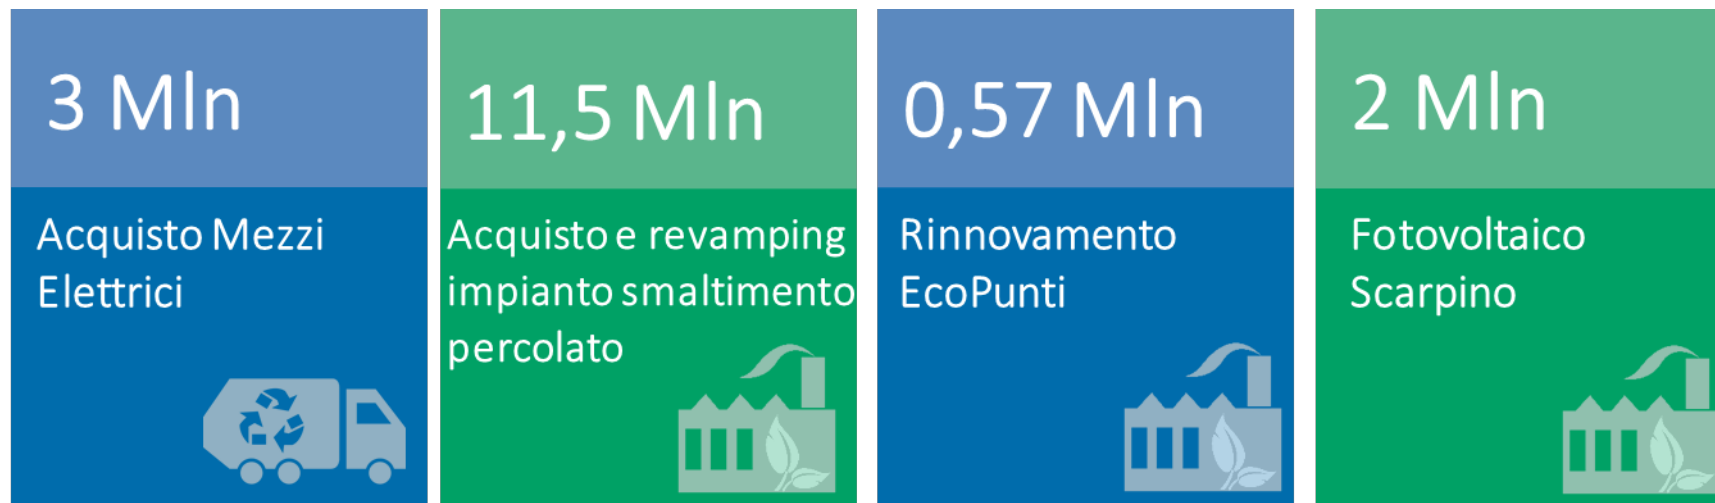 3 Mln
Acquisto Mezzi
Elettrici
11,5 Mln
Acquisto e revamping
impianto smaltimento
percolato
0,57 Mln
Rinnovamento
EcoPunti
2 Mln
Fotovoltaico
Scarpino